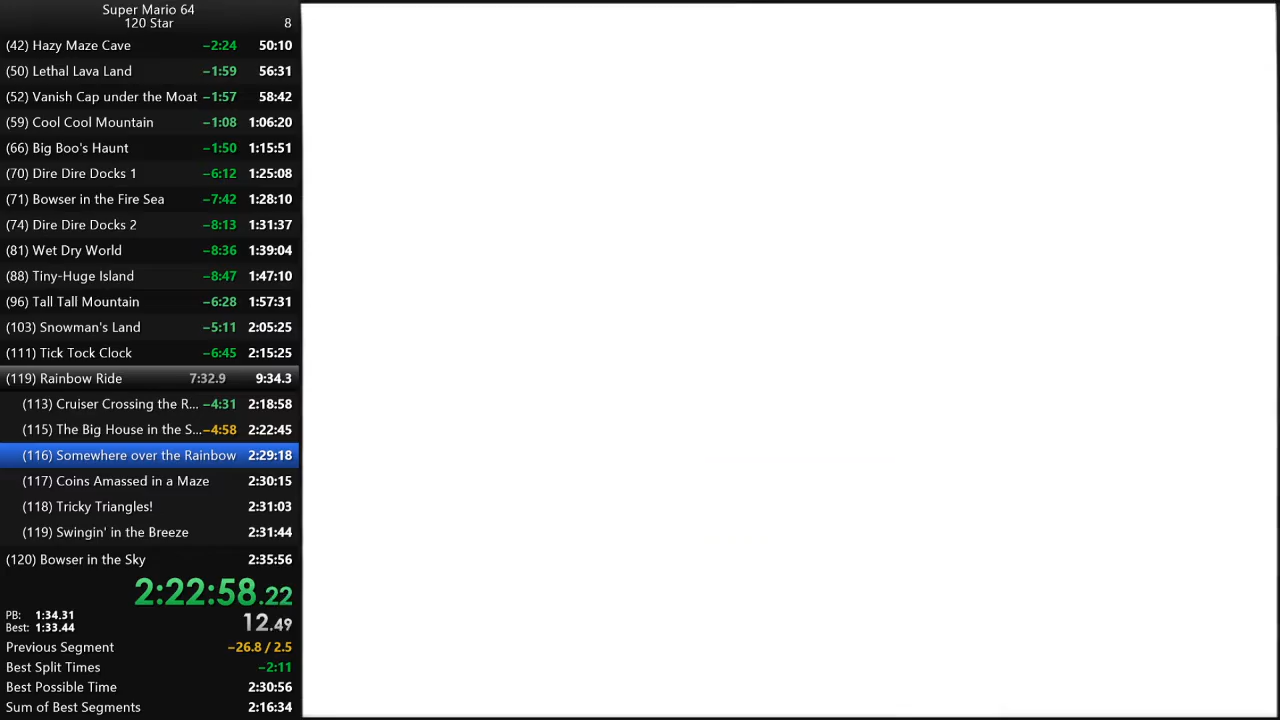 Super Mario 64
120 Star 8
(42) Hazy Maze Cave −2:24 50:10
(50) Lethal Lava Land −1:59 56:31
(52) Vanish Cap under the Moat −1:57 58:42
(59) Cool Cool Mountain −1:08 1:06:20
(66) Big Boo's Haunt −1:50 1:15:51
(70) Dire Dire Docks 1 −6:12 1:25:08
(71) Bowser in the Fire Sea −7:42 1:28:10
(74) Dire Dire Docks 2 −8:13 1:31:37
(81) Wet Dry World −8:36 1:39:04
(88) Tiny-Huge Island −8:47 1:47:10
(96) Tall Tall Mountain −6:28 1:57:31
(103) Snowman's Land −5:11 2:05:25
(111) Tick Tock Clock −6:45 2:15:25
(119) Rainbow Ride 7:32.9 9:34.3
(113) Cruiser Crossing the R... −4:31 2:18:58
(115) The Big House in the S... −4:58 2:22:45
(116) Somewhere over the Rainbow 2:29:18
(117) Coins Amassed in a Maze 2:30:15
(118) Tricky Triangles! 2:31:03
(119) Swingin' in the Breeze 2:31:44
(120) Bowser in the Sky 2:35:56
2:22:58.22
PB: 1:34.31
Best: 1:33.44 12.49
Previous Segment −26.8 / 2.5
Best Split Times −2:11
Best Possible Time 2:30:56
Sum of Best Segments 2:16:34